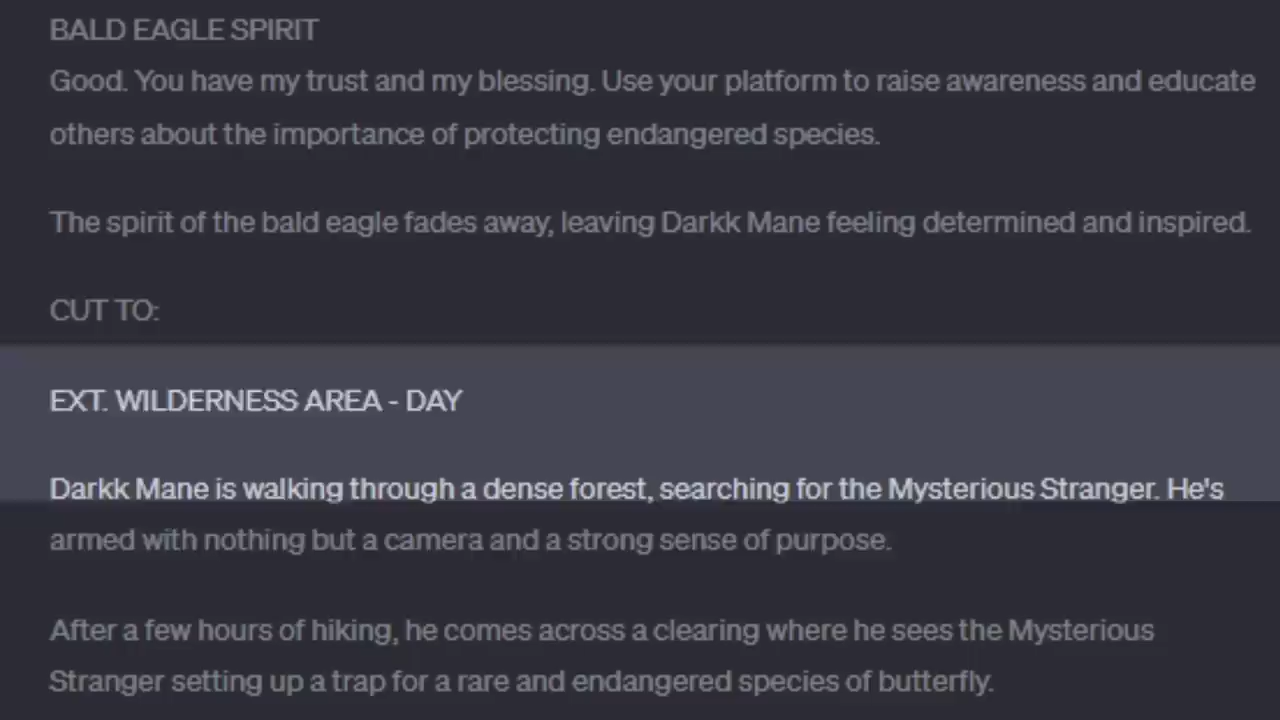 BALD EAGLE SPIRIT
Good. You have my trust and my blessing. Use your platform to raise awareness and educate
others about the importance of protecting endangered species.
The spirit of the bald eagle fades away, leaving Darkk Mane feeling determined and inspired.
CUT TO:
EXT. WILDERNESS AREA - DAY
Darkk Mane is walking through a dense forest, searching for the Mysterious Stranger. He's
armed with nothing but a camera and a strong sense of purpose.
After a few hours of hiking, he comes across a clearing where he sees the Mysterious
Stranger setting up a trap for a rare and endangered species of butterfly.